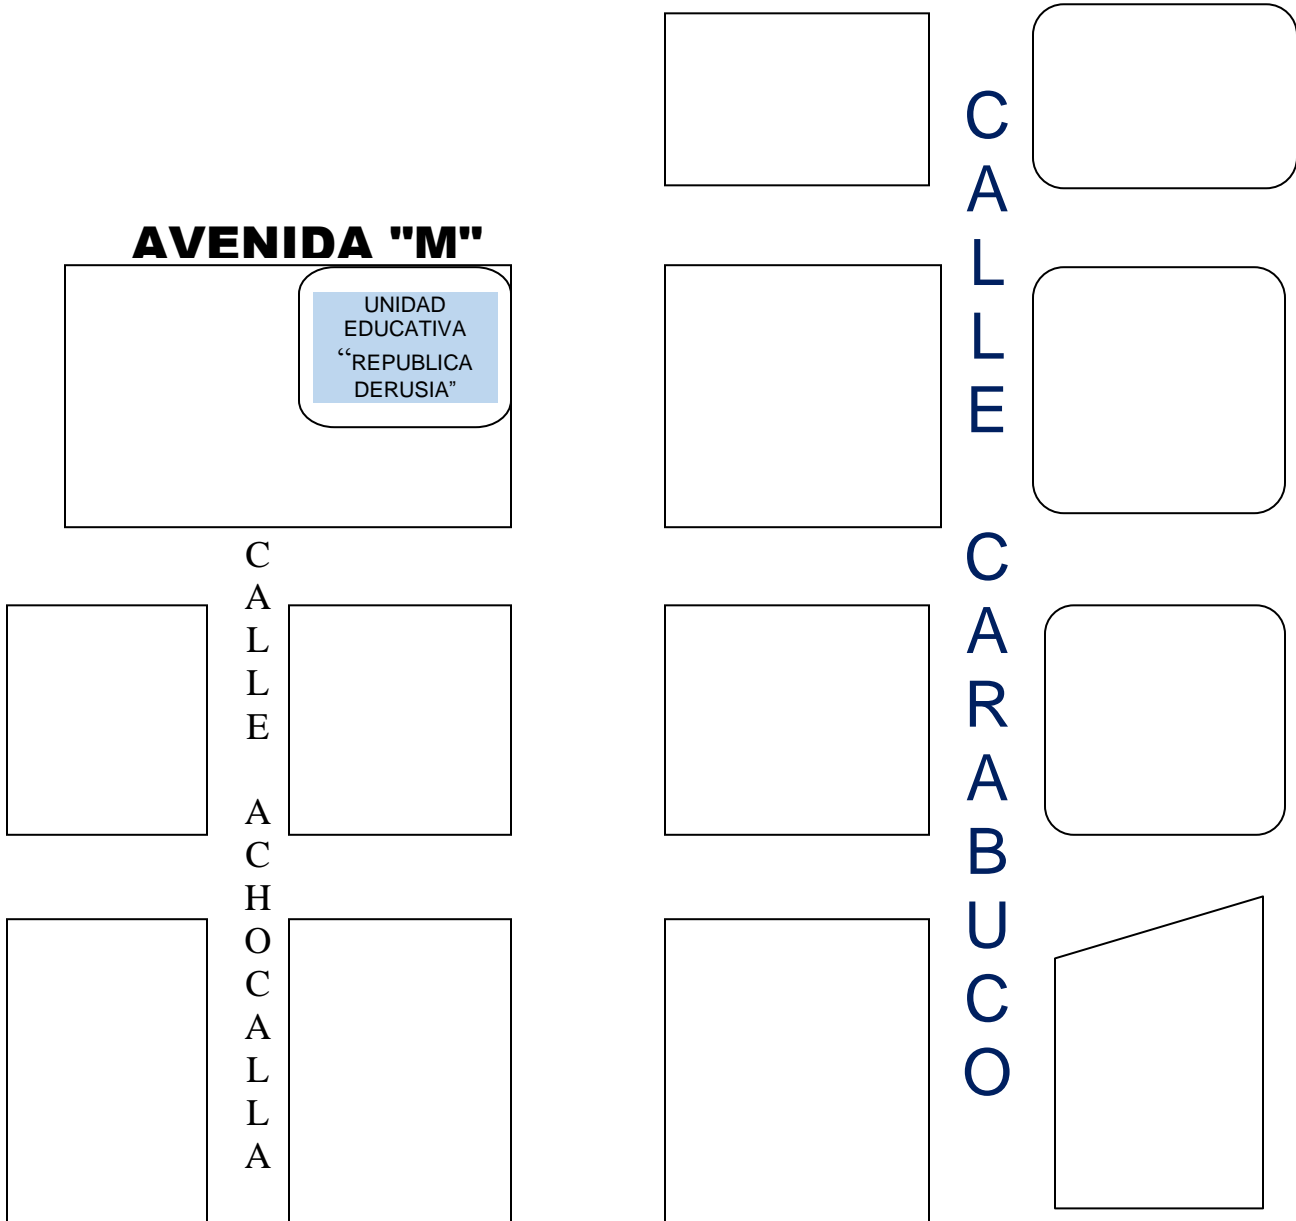 AVENIDA "M"
UNIDAD
EDUCATIVA
“REPUBLICA
DERUSIA”
CALLE ACHOCALLA
CALLE CARABUCO